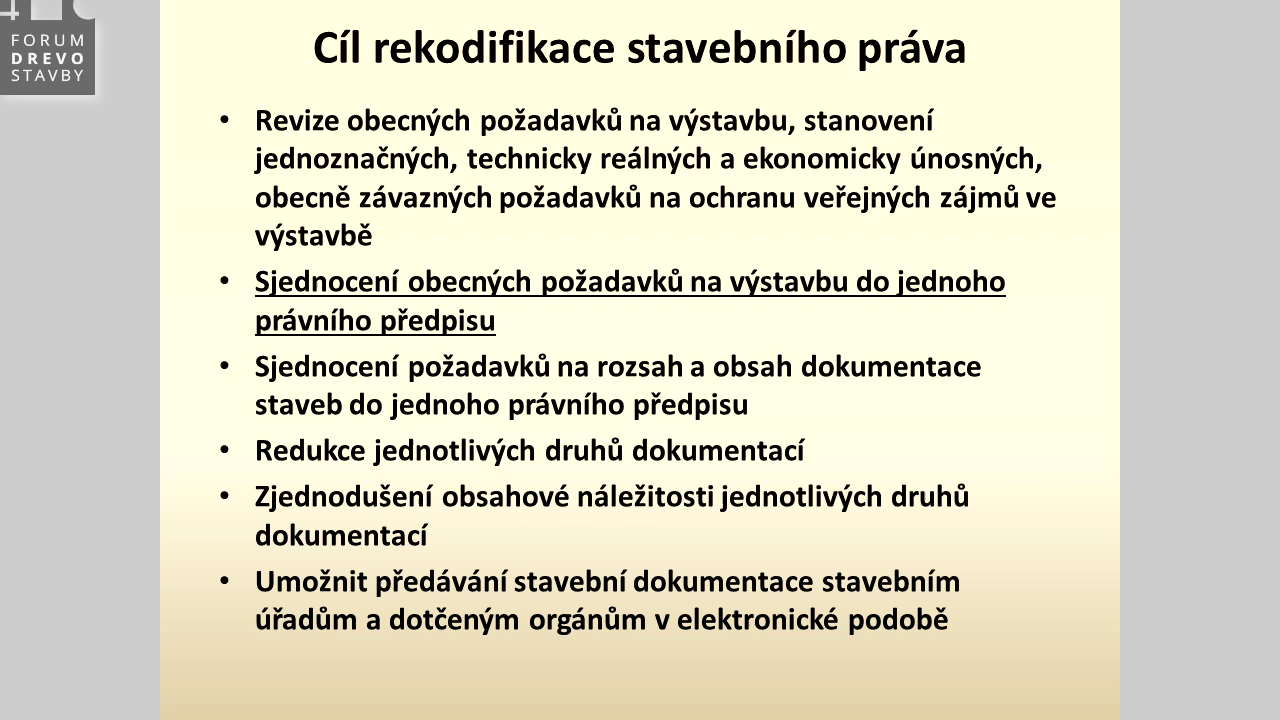 FORUM
DREVO
STAVBY
Cíl rekodifikace stavebního práva
• Revize obecných požadavků na výstavbu, stanovení
jednoznačných, technicky reálných a ekonomicky únosných,
obecně závazných požadavků na ochranu veřejných zájmů ve
výstavbě
• Sjednocení obecných požadavků na výstavbu do jednoho
právního předpisu
• Sjednocení požadavků na rozsah a obsah dokumentace
staveb do jednoho právního předpisu
• Redukce jednotlivých druhů dokumentací
• Zjednodušení obsahové náležitosti jednotlivých druhů
dokumentací
• Umožnit předávání stavební dokumentace stavebním
úřadům a dotčeným orgánům v elektronické podobě